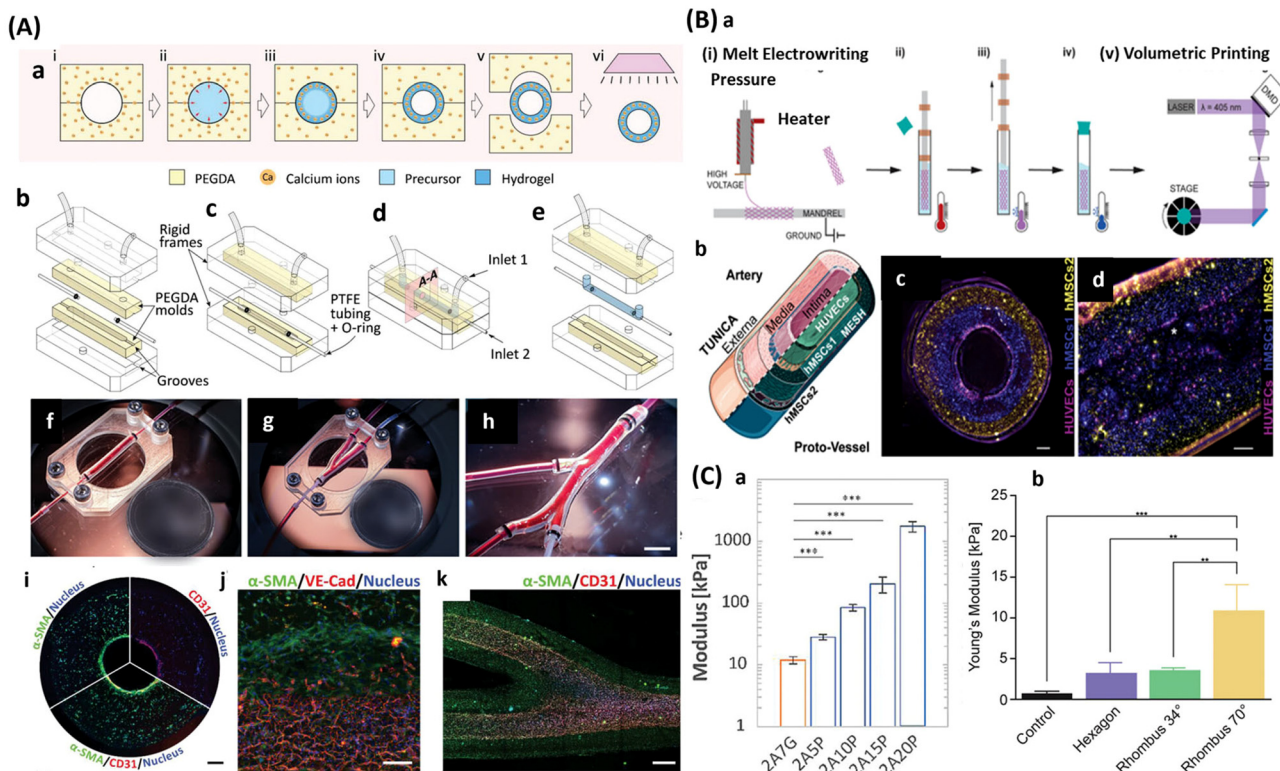 (A)
a
i
ii
iii
iv
v
vi
PEGDA
Ca
Calcium ions
Precursor
Hydrogel
b
c
d
e
Rigid
frames
PEGDA
molds
Grooves
PTFE
tubing
+ O-ring
A-A
Inlet 1
Inlet 2
f
g
h
i
α-SMA/Nucleus
CD31/Nucleus
α-SMA/CD31/Nucleus
j
α-SMA/VE-Cad/Nucleus
k
α-SMA/CD31/Nucleus
(B) a
(i) Melt Electrowriting
Pressure
Heater
HIGH
VOLTAGE
MANDREL
GROUND
ii)
iii)
iv)
(v) Volumetric Printing
LASER
λ = 405 nm
DMD
STAGE
b
Artery
TUNICA
Externa
Media
Intima
HUVECs
hMSCs1
MESH
hMSCs2
Proto-Vessel
c
HUVECs hMSCs1 hMSCs2
d
*
HUVECs hMSCs1 hMSCs2
(C) a
Modulus [kPa]
1000
100
10
1
***
***
2A7G
2A5P
2A10P
2A15P
2A20P
b
Young's Modulus [kPa]
25
20
15
10
5
0
***
**
**
Control
Hexagon
Rhombus 34°
Rhombus 70°